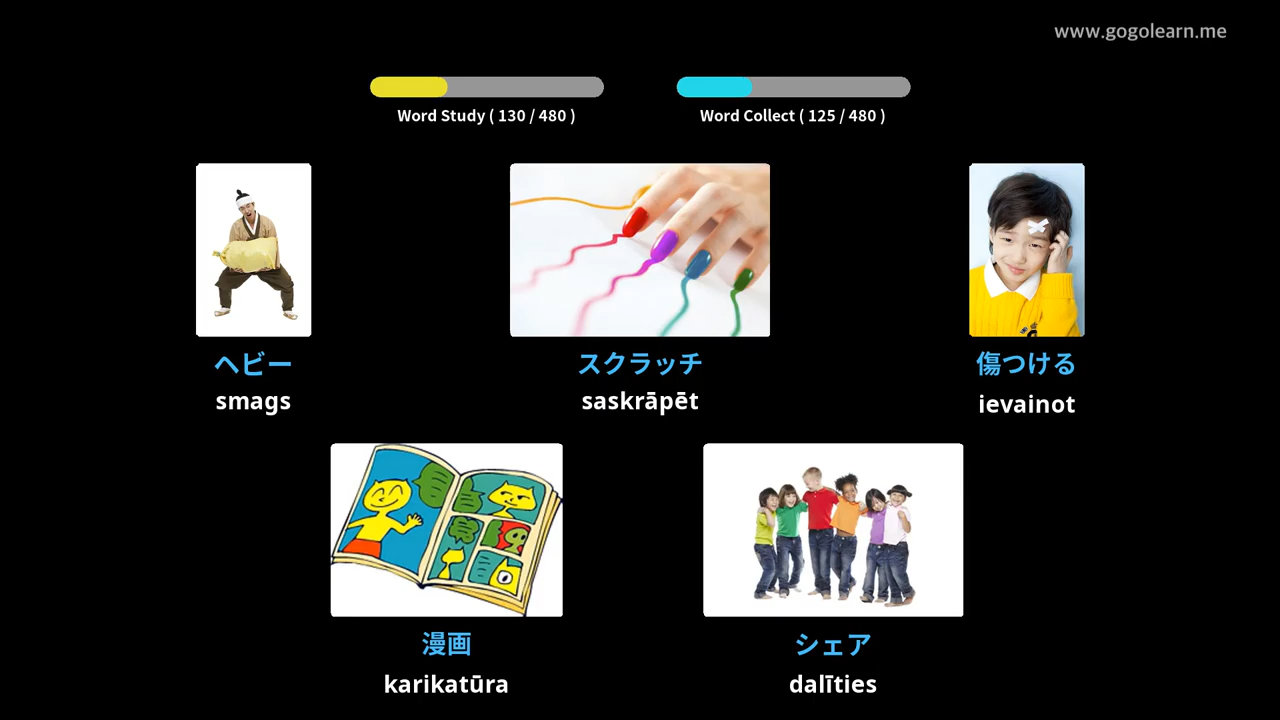 www.gogolearn.me
Word Study ( 130 / 480 )
Word Collect ( 125 / 480 )
ヘビー
smags
スクラッチ
saskrāpēt
傷つける
ievainot
漫画
karikatūra
シェア
dalīties